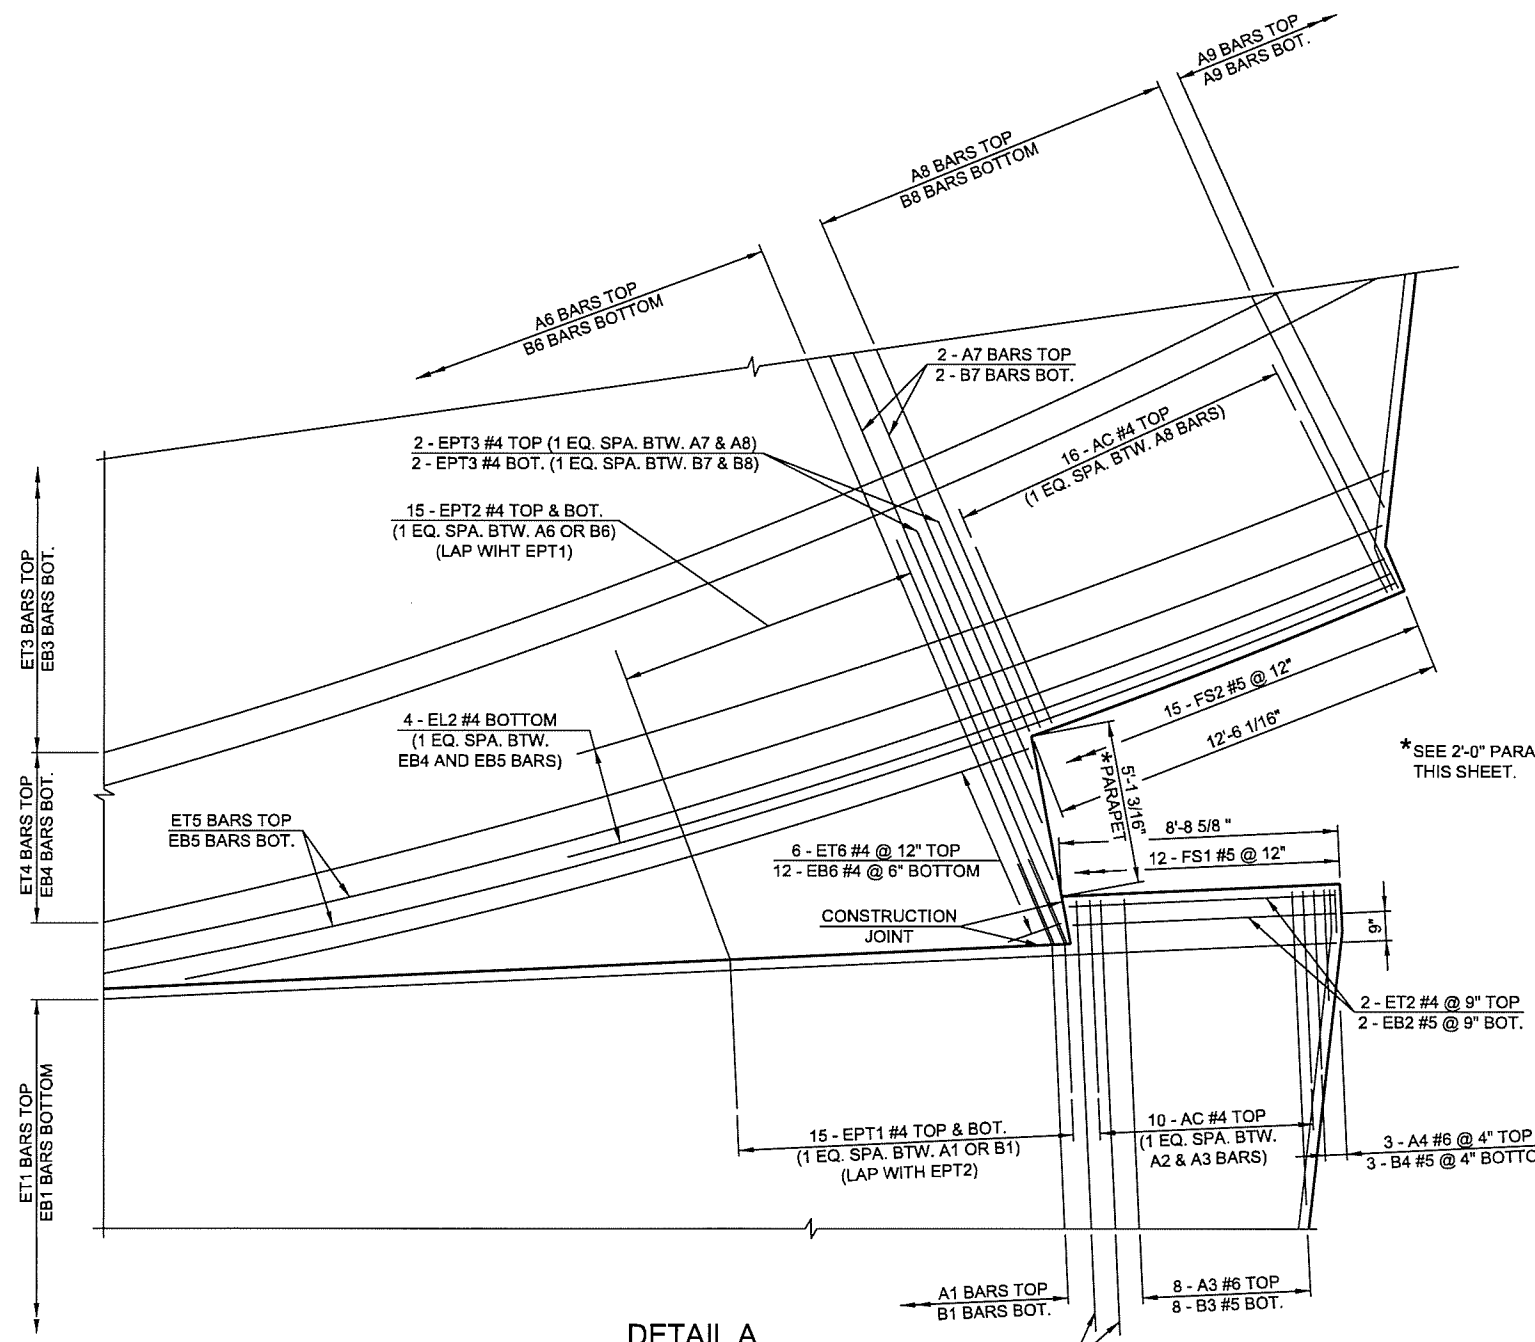 A9 BARS TOP
A9 BARS BOT.
A8 BARS TOP
B8 BARS BOTTOM
A6 BARS TOP
B6 BARS BOTTOM
2 - A7 BARS TOP
2 - B7 BARS BOT.
2 - EPT3 #4 TOP (1 EQ. SPA. BTW. A7 & A8)
2 - EPT3 #4 BOT. (1 EQ. SPA. BTW. B7 & B8)
16 - AC #4 TOP
(1 EQ. SPA. BTW. A8 BARS)
15 - EPT2 #4 TOP & BOT.
(1 EQ. SPA. BTW. A6 OR B6)
(LAP WIHT EPT1)
ET3 BARS TOP
EB3 BARS BOT.
4 - EL2 #4 BOTTOM
(1 EQ. SPA. BTW.
EB4 AND EB5 BARS)
15 - FS2 #5 @ 12"
12'-6 1/16"
*SEE 2'-0" PARA
THIS SHEET.
5'-1 3/16"
*PARAPET
ET4 BARS TOP
EB4 BARS BOT.
ET5 BARS TOP
EB5 BARS BOT.
8'-8 5/8 "
12 - FS1 #5 @ 12"
6 - ET6 #4 @ 12" TOP
12 - EB6 #4 @ 6" BOTTOM
CONSTRUCTION
JOINT
9"
2 - ET2 #4 @ 9" TOP
2 - EB2 #5 @ 9" BOT.
ET1 BARS TOP
EB1 BARS BOTTOM
15 - EPT1 #4 TOP & BOT.
(1 EQ. SPA. BTW. A1 OR B1)
(LAP WITH EPT2)
10 - AC #4 TOP
(1 EQ. SPA. BTW.
A2 & A3 BARS)
3 - A4 #6 @ 4" TOP
3 - B4 #5 @ 4" BOTTO
A1 BARS TOP
B1 BARS BOT.
8 - A3 #6 TOP
8 - B3 #5 BOT.
DETAIL A